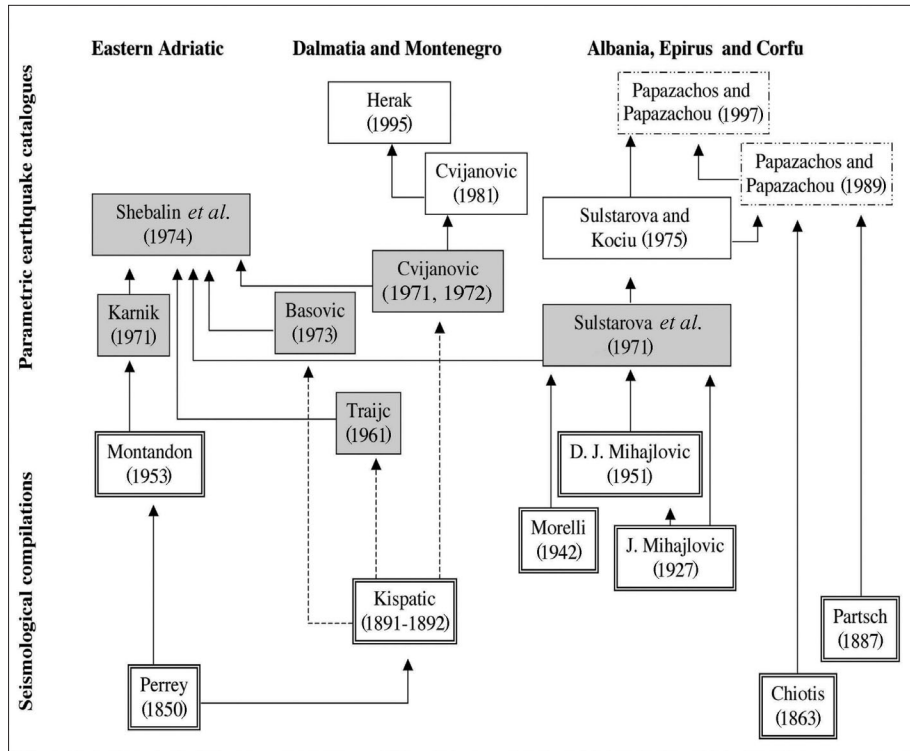 Eastern Adriatic
Dalmatia and Montenegro
Albania, Epirus and Corfu
Parametric earthquake catalogues
Seismological compilations
Herak
(1995)
Papazachos and
Papazachou (1997)
Cvijanovic
(1981)
Papazachos and
Papazachou (1989)
Shebalin et al.
(1974)
Sulstarova and
Kociu (1975)
Cvijanovic
(1971, 1972)
Karnik
(1971)
Basovic
(1973)
Sulstarova et al.
(1971)
Traijc
(1961)
Montandon
(1953)
D. J. Mihajlovic
(1951)
Morelli
(1942)
J. Mihajlovic
(1927)
Kispatic
(1891-1892)
Partsch
(1887)
Perrey
(1850)
Chiotis
(1863)